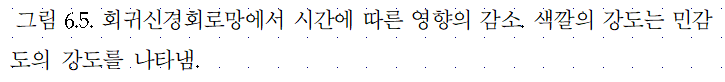 그림 6.5. 회귀신경회로망에서 시간에 따른 영향의 감소. 색깔의 강도는 민감
도의 강도를 나타냄.